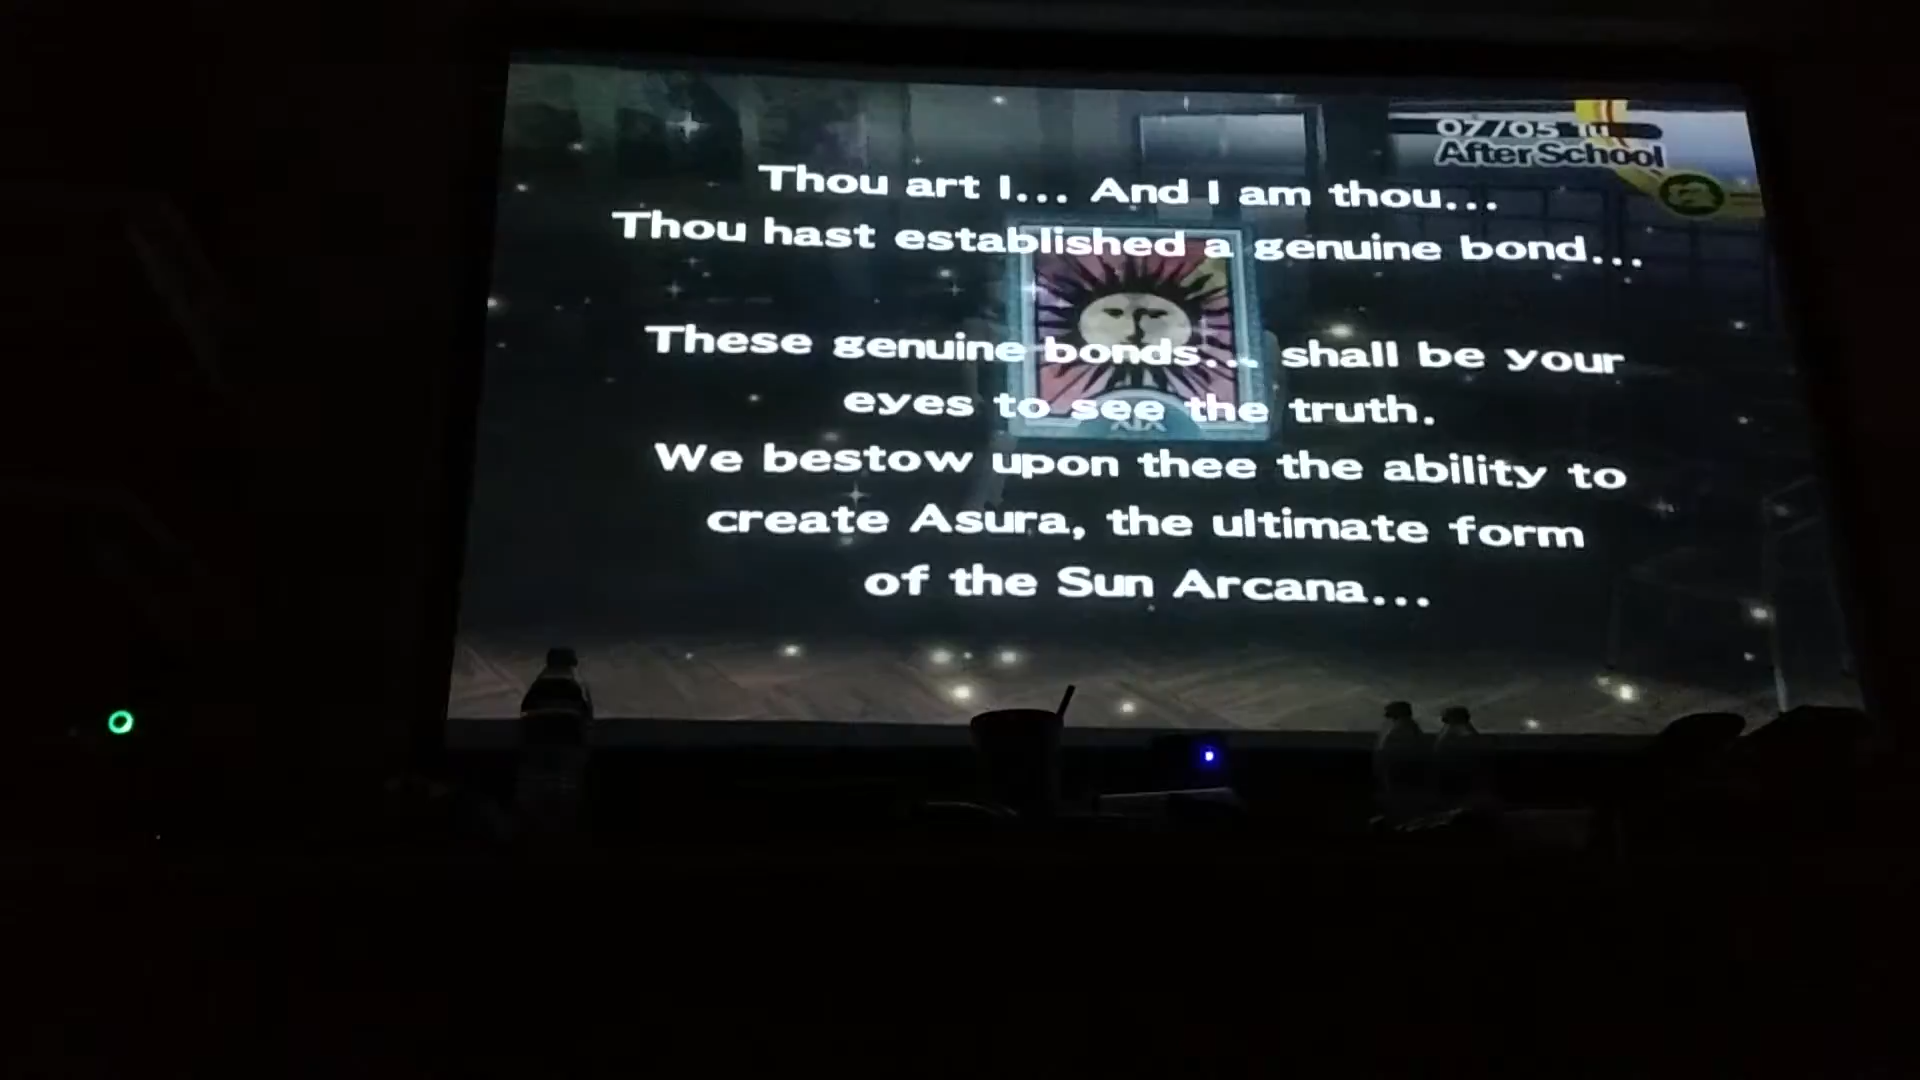 07/05 Tu
After School
Thou art I... And I am thou...
Thou hast established a genuine bond...
These genuine bonds... shall be your
eyes to see the truth.
We bestow upon thee the ability to
create Asura, the ultimate form
of the Sun Arcana...
XIX